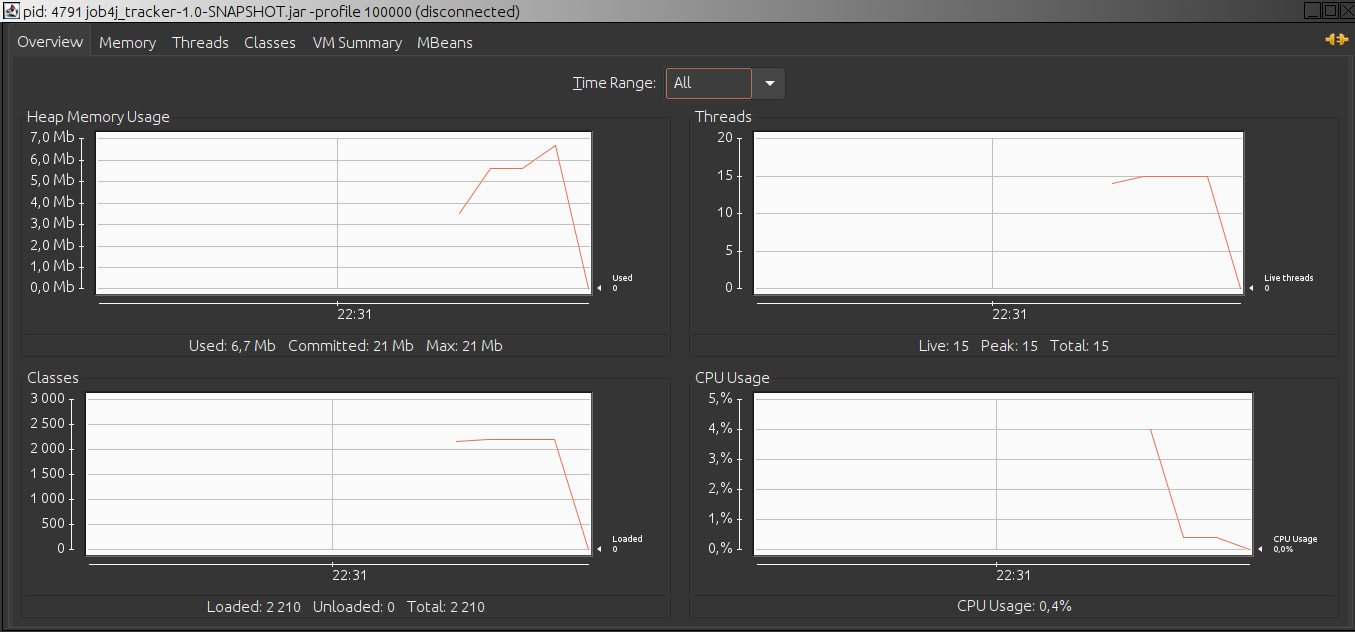 pid: 4791 job4j_tracker-1.0-SNAPSHOT.jar -profile 100000 (disconnected)
Overview Memory Threads Classes VM Summary MBeans
Time Range: All
Heap Memory Usage
7,0 Mb
6,0 Mb
5,0 Mb
4,0 Mb
3,0 Mb
2,0 Mb
1,0 Mb
0,0 Mb
Used
0
22:31
Used: 6,7 Mb Committed: 21 Mb Max: 21 Mb
Threads
20
15
10
5
0
Live threads
0
22:31
Live: 15 Peak: 15 Total: 15
Classes
3 000
2 500
2 000
1 500
1 000
500
0
Loaded
0
22:31
Loaded: 2 210 Unloaded: 0 Total: 2 210
CPU Usage
5,%
4,%
3,%
2,%
1,%
0,%
CPU Usage
0,0%
22:31
CPU Usage: 0,4%